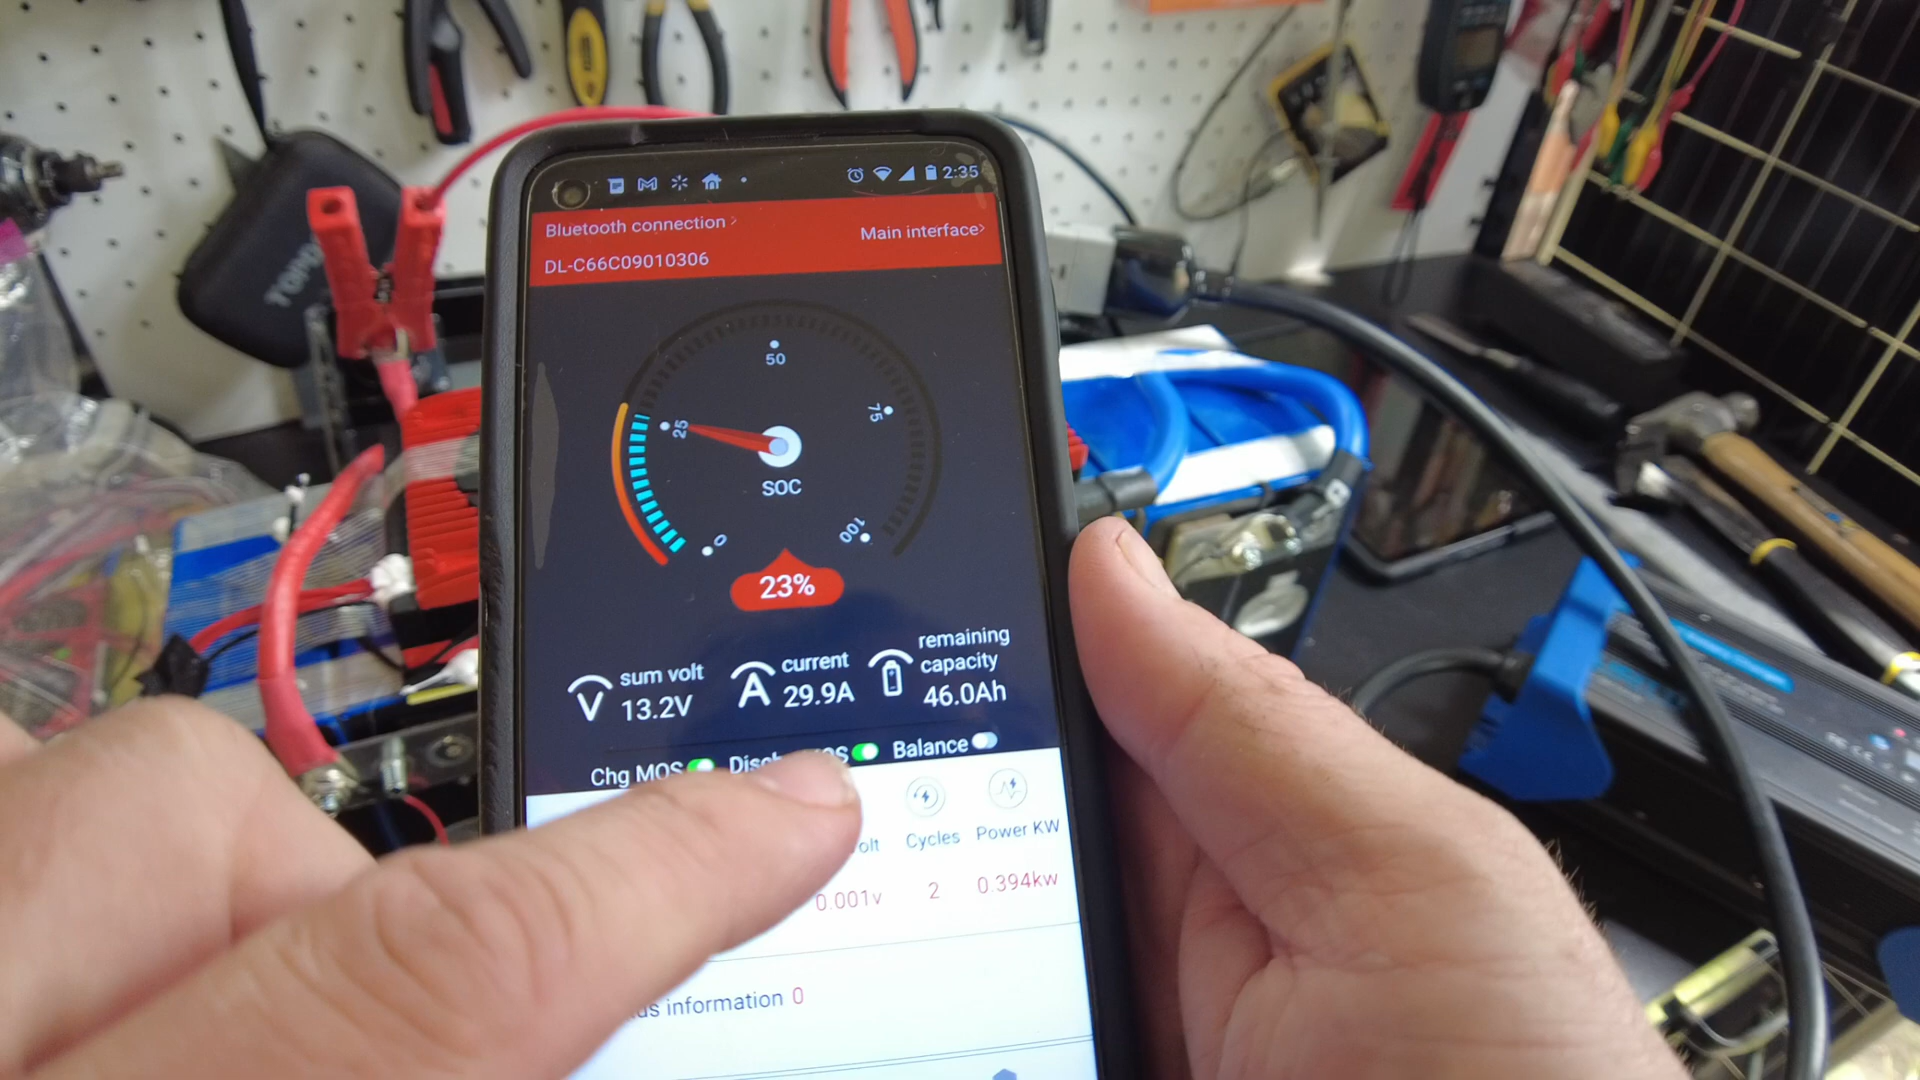 2:35
Bluetooth connection ›
Main interface›
DL-C66C09010306
50
25
75
SOC
0
100
23%
sum volt
13.2V
current
29.9A
remaining
capacity
46.0Ah
Chg MOS
Balance
Cycles
Power KW
0.001v
2
0.394kw
information 0